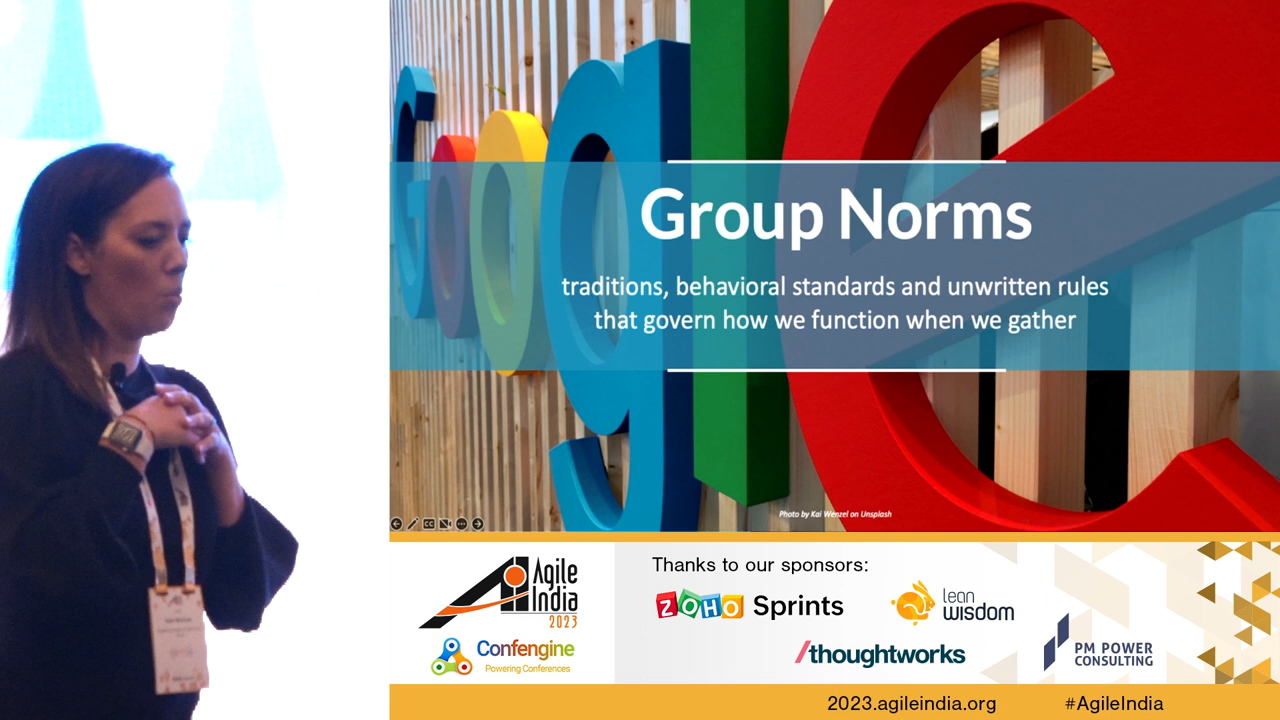 Google
Group Norms
traditions, behavioral standards and unwritten rules
that govern how we function when we gather
Photo by Kai Wenzel on Unsplash
CC
Agile
India
2023
Confengine
Powering Conferences
Thanks to our sponsors:
ZOHO Sprints
lean
wisdom
/thoughtworks
PM POWER
CONSULTING
2023.agileindia.org #AgileIndia